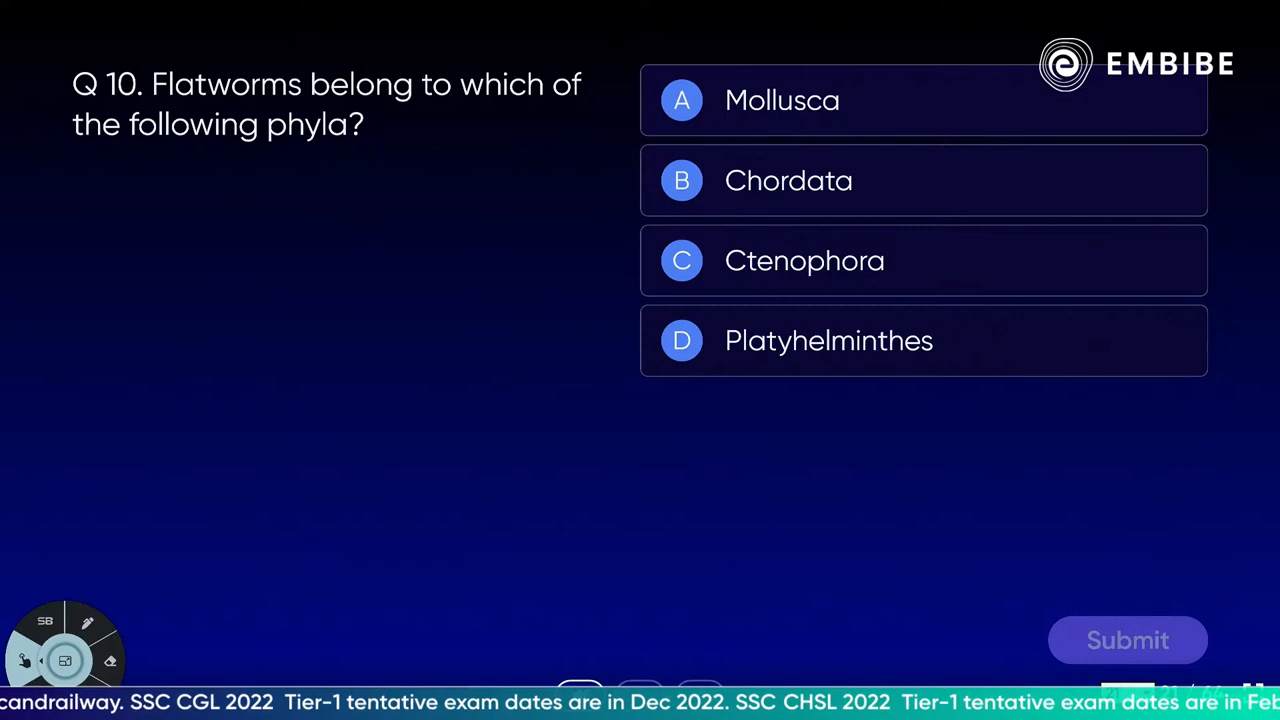 EMBIBE
Q 10. Flatworms belong to which of
the following phyla?
A Mollusca
B Chordata
C Ctenophora
D Platyhelminthes
SB
Submit
21 / 64
candrailway. SSC CGL 2022 Tier-1 tentative exam dates are in Dec 2022. SSC CHSL 2022 Tier-1 tentative exam dates are in Feb